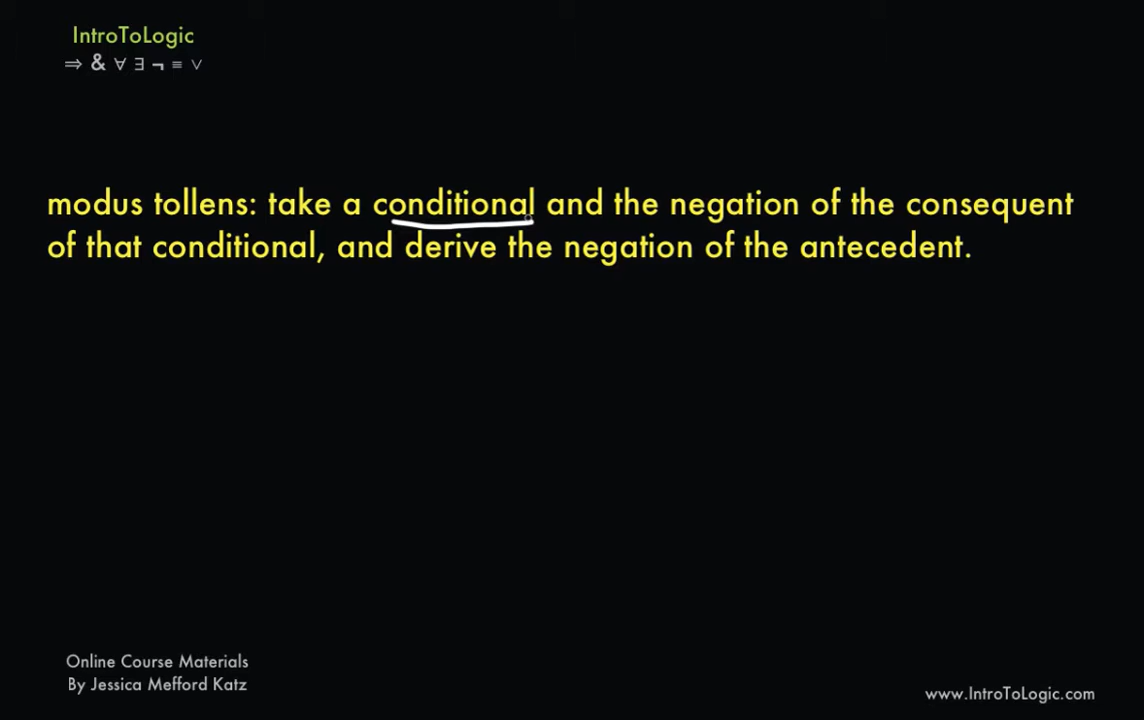 IntroToLogic
⇒ & ∀ ∃ ¬ ≡ ∨
modus tollens: take a conditional and the negation of the consequent
of that conditional, and derive the negation of the antecedent.
Online Course Materials
By Jessica Mefford Katz
www.IntroToLogic.com